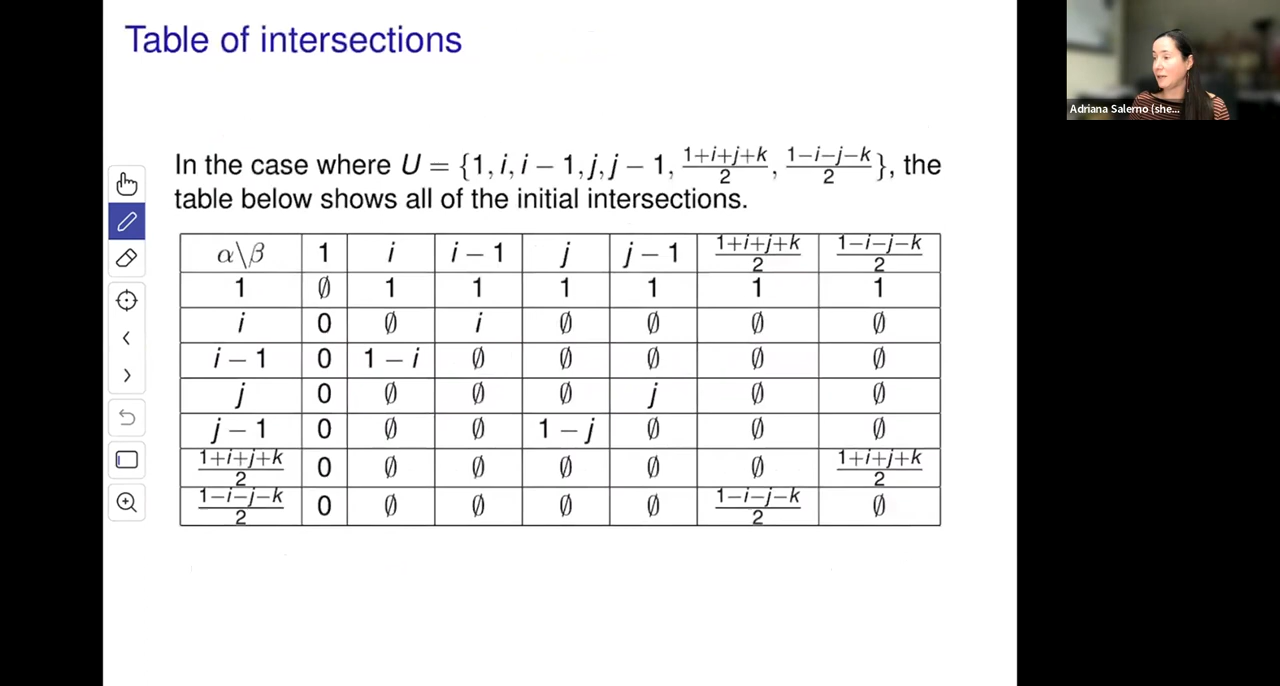 Table of intersections
Adriana Salerno (she...
In the case where U = {1, i, i − 1, j, j − 1, (1+i+j+k)/2, (1−i−j−k)/2}, the
table below shows all of the initial intersections.
α\β 1 i i − 1 j j − 1 (1+i+j+k)/2 (1−i−j−k)/2
1 ∅ 1 1 1 1 1 1
i 0 ∅ i ∅ ∅ ∅ ∅
i − 1 0 1 − i ∅ ∅ ∅ ∅ ∅
j 0 ∅ ∅ ∅ j ∅ ∅
j − 1 0 ∅ ∅ 1 − j ∅ ∅ ∅
(1+i+j+k)/2 0 ∅ ∅ ∅ ∅ ∅ (1+i+j+k)/2
(1−i−j−k)/2 0 ∅ ∅ ∅ ∅ (1−i−j−k)/2 ∅